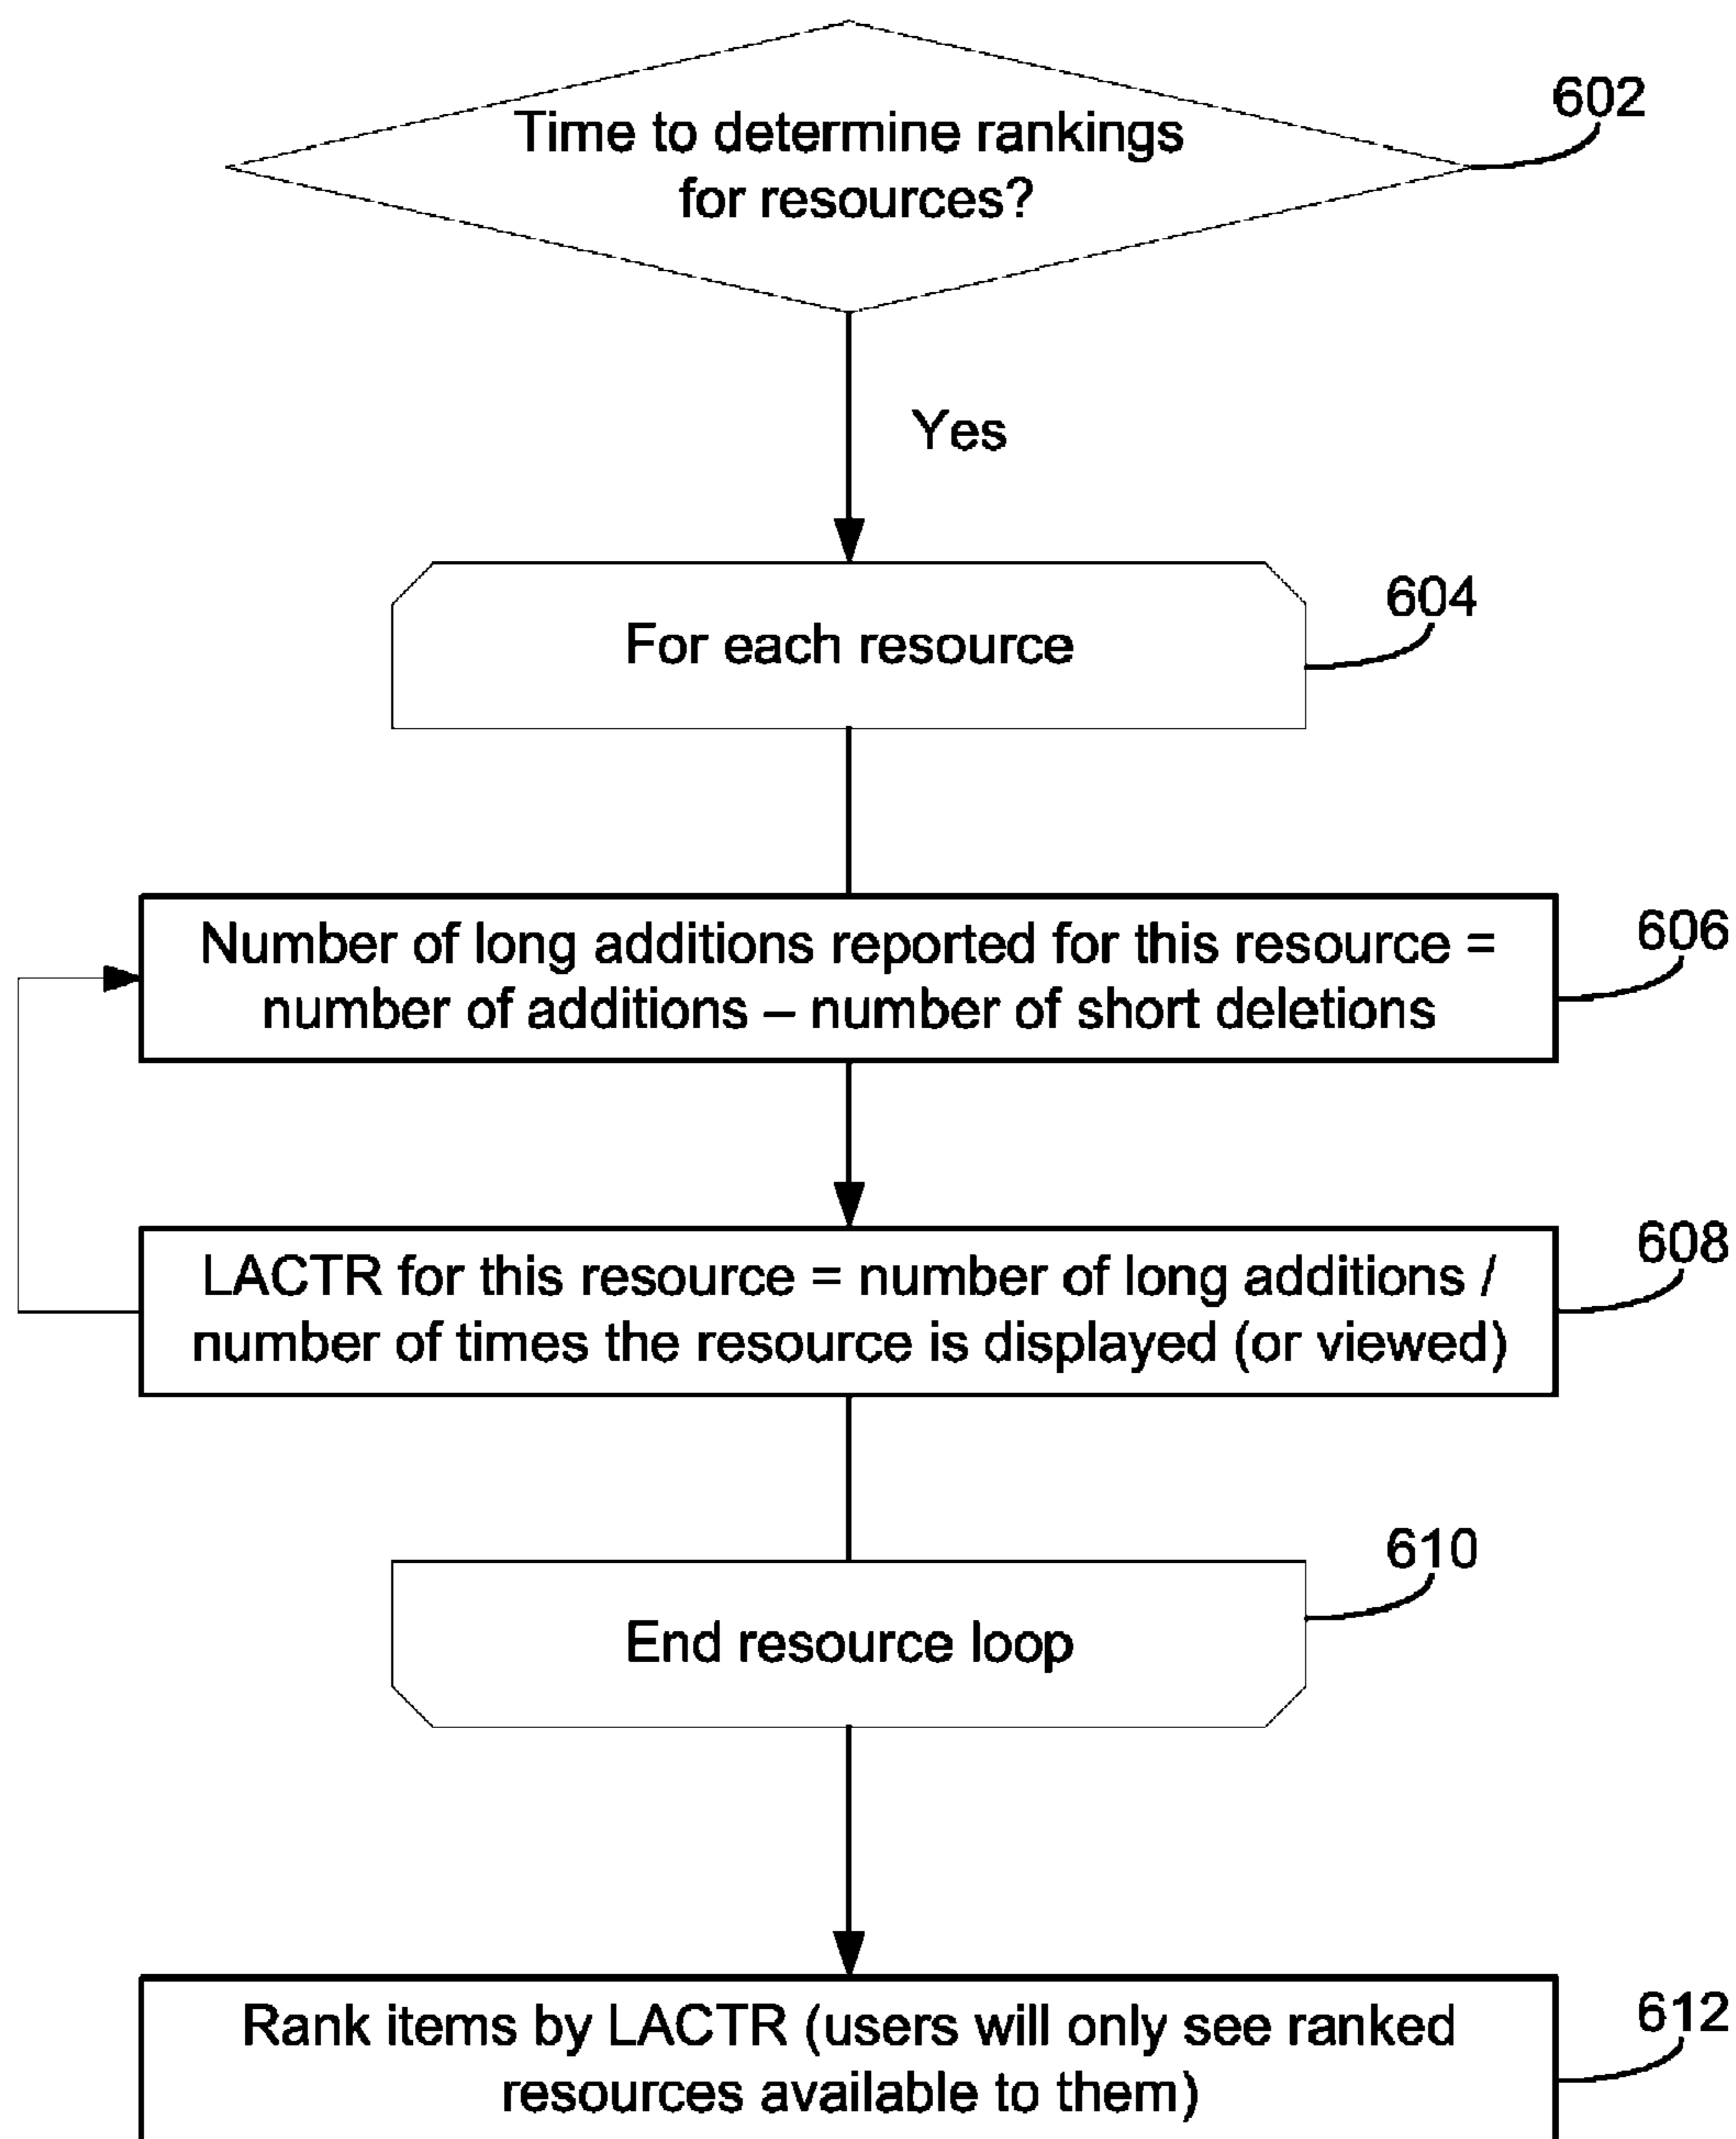 Time to determine rankings
for resources?
602
Yes
For each resource
604
Number of long additions reported for this resource =
number of additions – number of short deletions
606
LACTR for this resource = number of long additions /
number of times the resource is displayed (or viewed)
608
End resource loop
610
Rank items by LACTR (users will only see ranked
resources available to them)
612